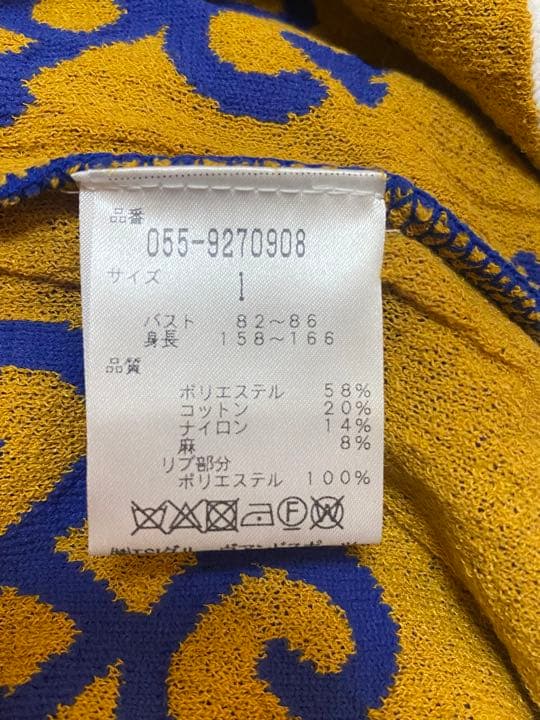 品番
055-9270908
サイズ
1
バスト 82～86
身長 158～166
品質
ポリエステル 58%
コットン 20%
ナイロン 14%
麻 8%
リブ部分
ポリエステル 100%